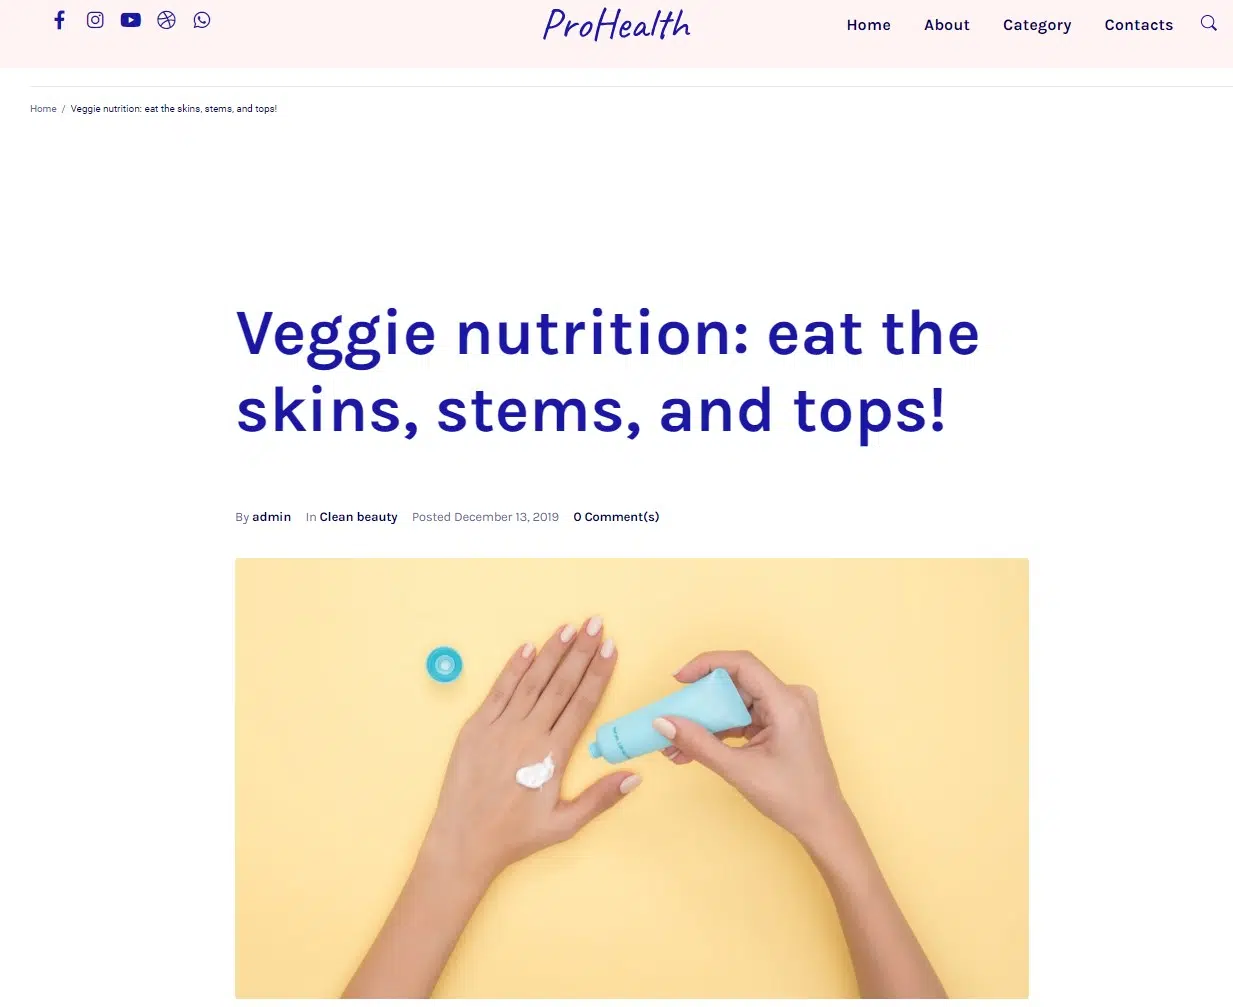 ProHealth
Home About Category Contacts
Home / Veggie nutrition: eat the skins, stems, and tops!
Veggie nutrition: eat the
skins, stems, and tops!
By admin In Clean beauty Posted December 13, 2019 0 Comment(s)